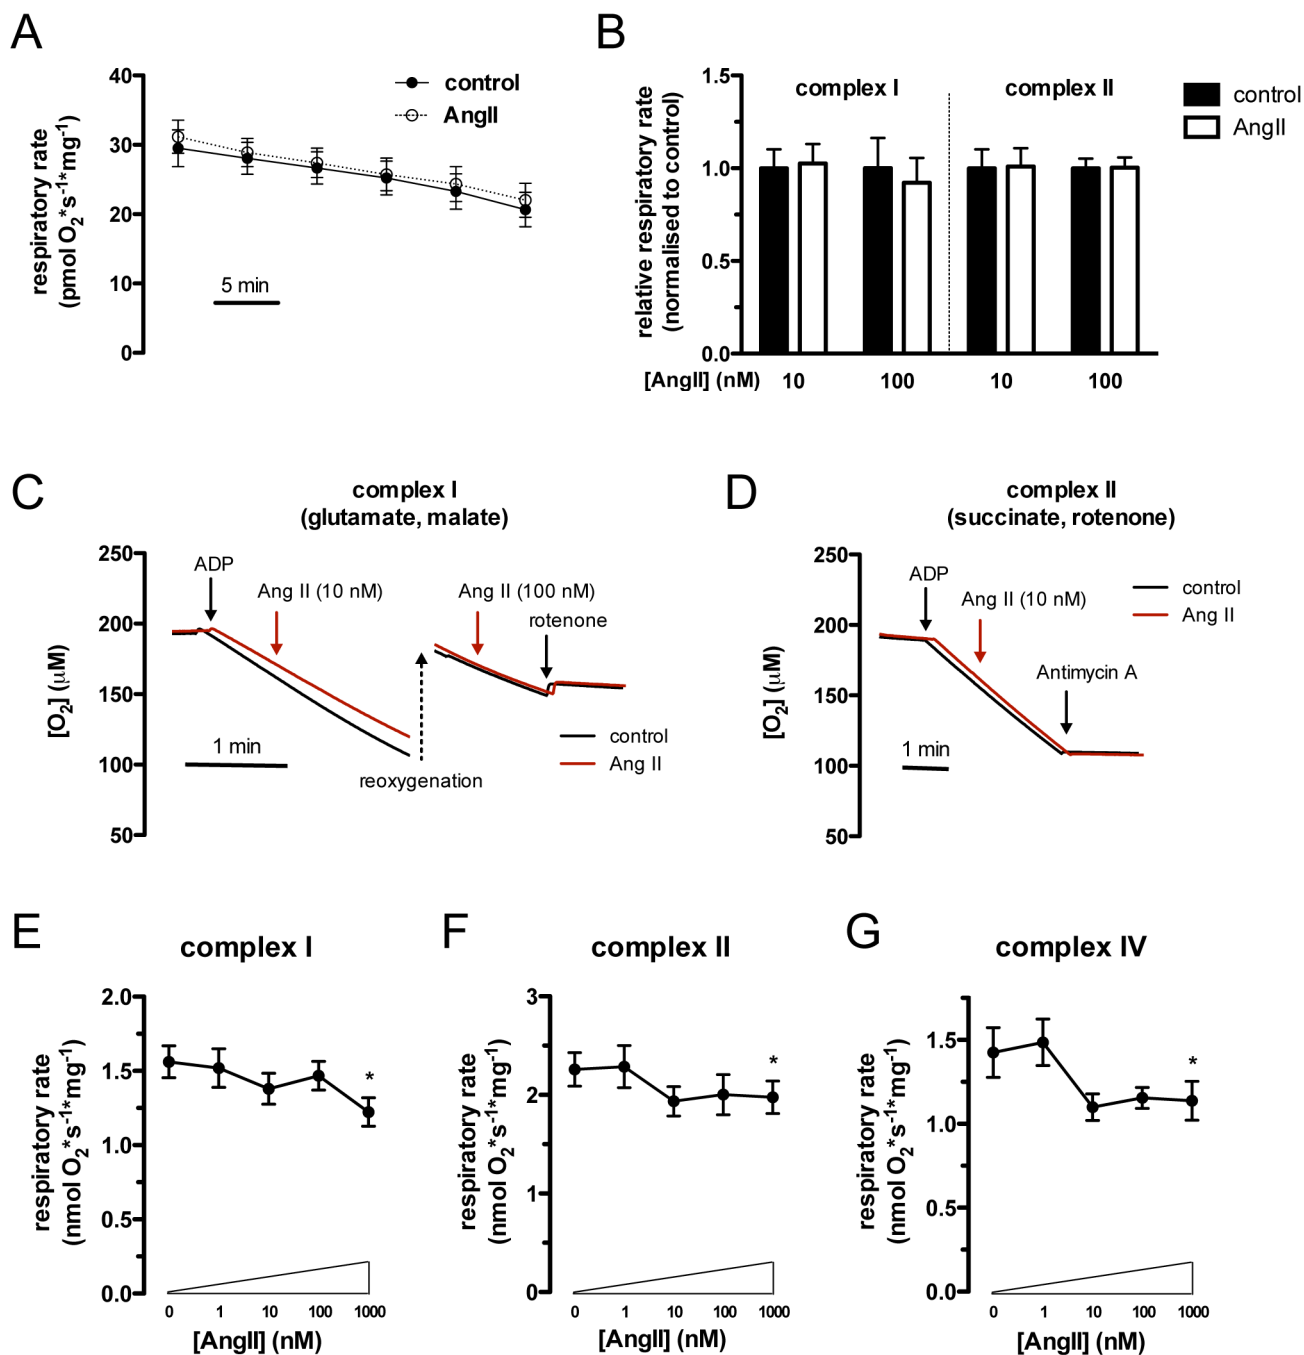 A
respiratory rate
(pmol O2*s-1*mg-1)
40
30
20
10
0
control
AngII
5 min
B
relative respiratory rate
(normalised to control)
1.5
1.0
0.5
0.0
complex I
complex II
control
AngII
[AngII] (nM)
10
100
10
100
C
complex I
(glutamate, malate)
[O2] (µM)
250
200
150
100
50
ADP
Ang II (10 nM)
Ang II (100 nM)
rotenone
1 min
reoxygenation
control
Ang II
D
complex II
(succinate, rotenone)
[O2] (µM)
250
200
150
100
50
ADP
Ang II (10 nM)
Antimycin A
control
Ang II
1 min
E
complex I
respiratory rate
(nmol O2*s-1*mg-1)
2.0
1.5
1.0
0.5
0.0
*
0 1 10 100 1000
[AngII] (nM)
F
complex II
respiratory rate
(nmol O2*s-1*mg-1)
3
2
1
0
*
0 1 10 100 1000
[AngII] (nM)
G
complex IV
respiratory rate
(nmol O2*s-1*mg-1)
1.5
1.0
0.5
0.0
*
0 1 10 100 1000
[AngII] (nM)